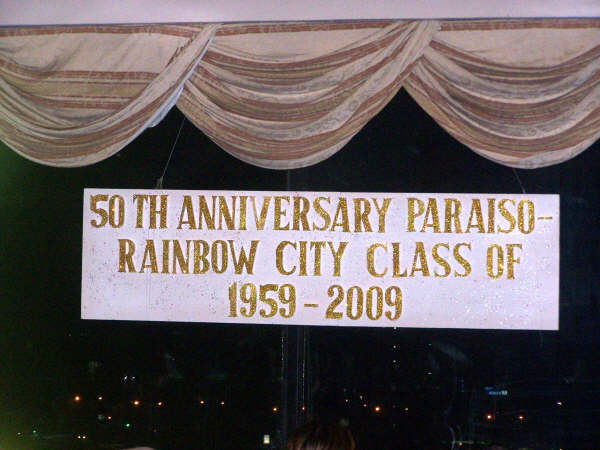 50 TH ANNIVERSARY PARAISO-
RAINBOW CITY CLASS OF
1959 - 2009